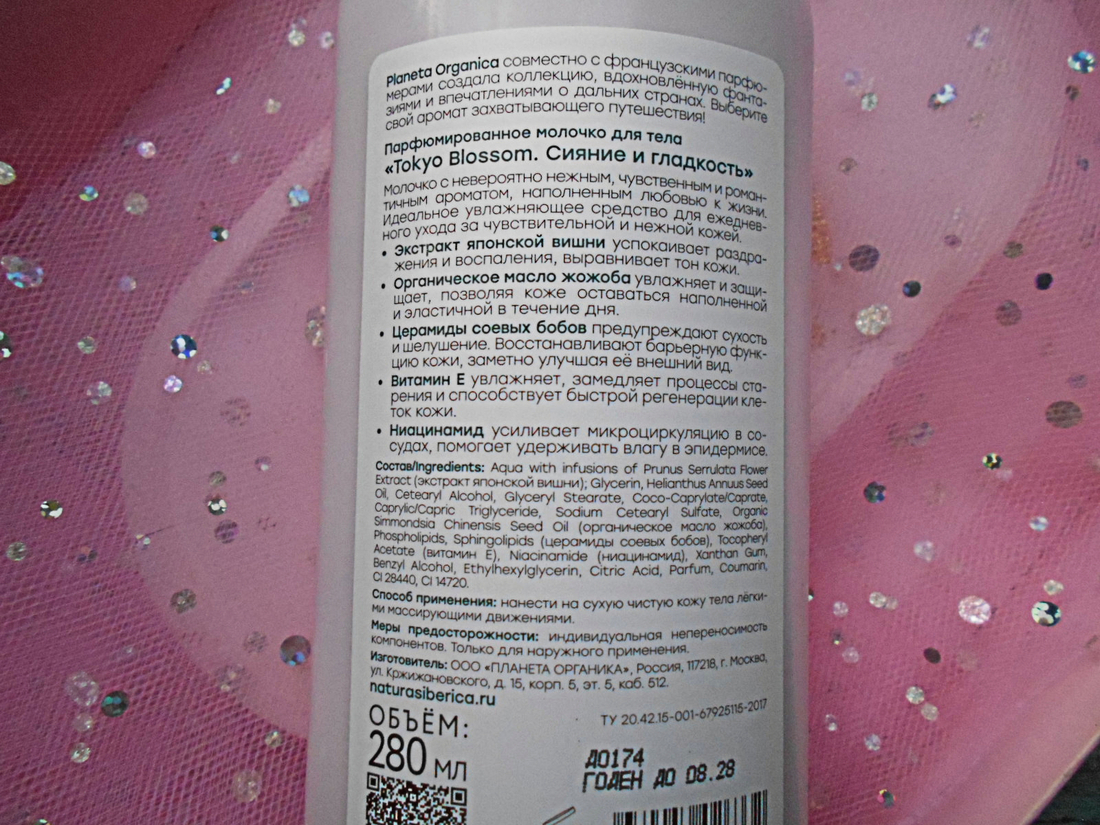 Planeta Organica совместно с французскими парфю-
мерами создала коллекцию, вдохновлённую фанта-
зиями и впечатлениями о дальних странах. Выберите
свой аромат захватывающего путешествия!
Парфюмированное молочко для тела
«Tokyo Blossom. Сияние и гладкость»
Молочко с невероятно нежным, чувственным и роман-
тичным ароматом, наполненным любовью к жизни.
Идеальное увлажняющее средство для ежеднев-
ного ухода за чувствительной и нежной кожей.
• Экстракт японской вишни успокаивает раздра-
жения и воспаления, выравнивает тон кожи.
• Органическое масло жожоба увлажняет и защи-
щает, позволяя коже оставаться наполненной
и эластичной в течение дня.
• Церамиды соевых бобов предупреждают сухость
и шелушение. Восстанавливают барьерную функ-
цию кожи, заметно улучшая её внешний вид.
• Витамин Е увлажняет, замедляет процессы ста-
рения и способствует быстрой регенерации кле-
ток кожи.
• Ниацинамид усиливает микроциркуляцию в со-
судах, помогает удерживать влагу в эпидермисе.
Состав/Ingredients: Aqua with infusions of Prunus Serrulata Flower
Extract (экстракт японской вишни); Glycerin, Helianthus Annuus Seed
Oil, Cetearyl Alcohol, Glyceryl Stearate, Coco-Caprylate/Caprate,
Caprylic/Capric Triglyceride, Sodium Cetearyl Sulfate, Organic
Simmondsia Chinensis Seed Oil (органическое масло жожоба),
Phospholipids, Sphingolipids (церамиды соевых бобов), Tocopheryl
Acetate (витамин Е), Niacinamide (ниацинамид), Xanthan Gum,
Benzyl Alcohol, Ethylhexylglycerin, Citric Acid, Parfum, Coumarin,
CI 28440, CI 14720.
Способ применения: нанести на сухую чистую кожу тела лёгки-
ми массирующими движениями.
Меры предосторожности: индивидуальная непереносимость
компонентов. Только для наружного применения.
Изготовитель: ООО «ПЛАНЕТА ОРГАНИКА», Россия, 117218, г. Москва,
ул. Кржижановского, д. 15, корп. 5, эт. 5, каб. 512.
naturasiberica.ru
ОБЪЁМ:
280 мл
ТУ 20.42.15-001-67925115-2017
Д0174
ГОДЕН ДО 08.28